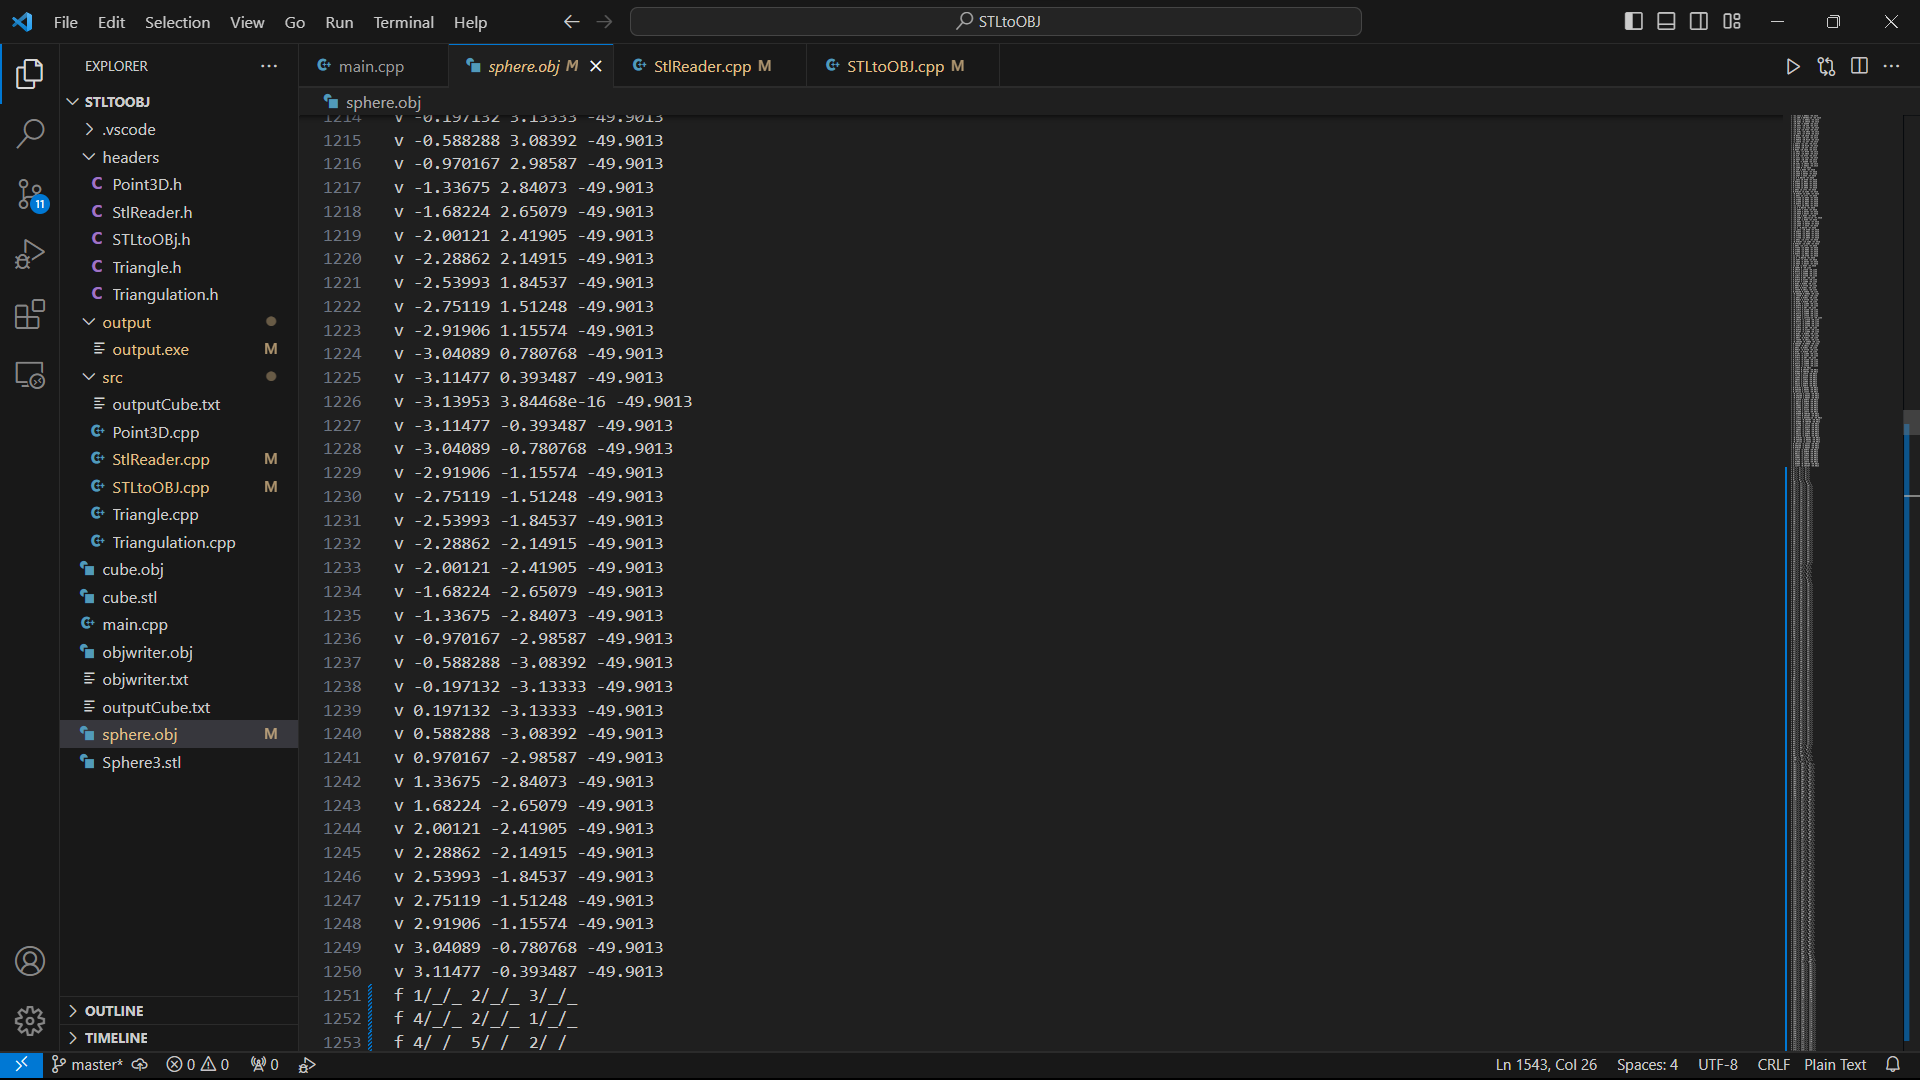 File Edit Selection View Go Run Terminal Help
STLtoOBJ
EXPLORER
main.cpp
sphere.obj M
StlReader.cpp M
STLtoOBJ.cpp M
sphere.obj
STLTOOBJ
.vscode
headers
C Point3D.h
C StlReader.h
C STLtoOBj.h
C Triangle.h
C Triangulation.h
output
output.exe M
src
outputCube.txt
Point3D.cpp
StlReader.cpp M
STLtoOBJ.cpp M
Triangle.cpp
Triangulation.cpp
cube.obj
cube.stl
main.cpp
objwriter.obj
objwriter.txt
outputCube.txt
sphere.obj M
Sphere3.stl
OUTLINE
TIMELINE
11
1214 v -0.197132 3.13333 -49.9013
1215 v -0.588288 3.08392 -49.9013
1216 v -0.970167 2.98587 -49.9013
1217 v -1.33675 2.84073 -49.9013
1218 v -1.68224 2.65079 -49.9013
1219 v -2.00121 2.41905 -49.9013
1220 v -2.28862 2.14915 -49.9013
1221 v -2.53993 1.84537 -49.9013
1222 v -2.75119 1.51248 -49.9013
1223 v -2.91906 1.15574 -49.9013
1224 v -3.04089 0.780768 -49.9013
1225 v -3.11477 0.393487 -49.9013
1226 v -3.13953 3.84468e-16 -49.9013
1227 v -3.11477 -0.393487 -49.9013
1228 v -3.04089 -0.780768 -49.9013
1229 v -2.91906 -1.15574 -49.9013
1230 v -2.75119 -1.51248 -49.9013
1231 v -2.53993 -1.84537 -49.9013
1232 v -2.28862 -2.14915 -49.9013
1233 v -2.00121 -2.41905 -49.9013
1234 v -1.68224 -2.65079 -49.9013
1235 v -1.33675 -2.84073 -49.9013
1236 v -0.970167 -2.98587 -49.9013
1237 v -0.588288 -3.08392 -49.9013
1238 v -0.197132 -3.13333 -49.9013
1239 v 0.197132 -3.13333 -49.9013
1240 v 0.588288 -3.08392 -49.9013
1241 v 0.970167 -2.98587 -49.9013
1242 v 1.33675 -2.84073 -49.9013
1243 v 1.68224 -2.65079 -49.9013
1244 v 2.00121 -2.41905 -49.9013
1245 v 2.28862 -2.14915 -49.9013
1246 v 2.53993 -1.84537 -49.9013
1247 v 2.75119 -1.51248 -49.9013
1248 v 2.91906 -1.15574 -49.9013
1249 v 3.04089 -0.780768 -49.9013
1250 v 3.11477 -0.393487 -49.9013
1251 f 1/_/_ 2/_/_ 3/_/_
1252 f 4/_/_ 2/_/_ 1/_/_
1253 f 4/ / 5/ / 2/ /
master* 0 0 0
Ln 1543, Col 26 Spaces: 4 UTF-8 CRLF Plain Text